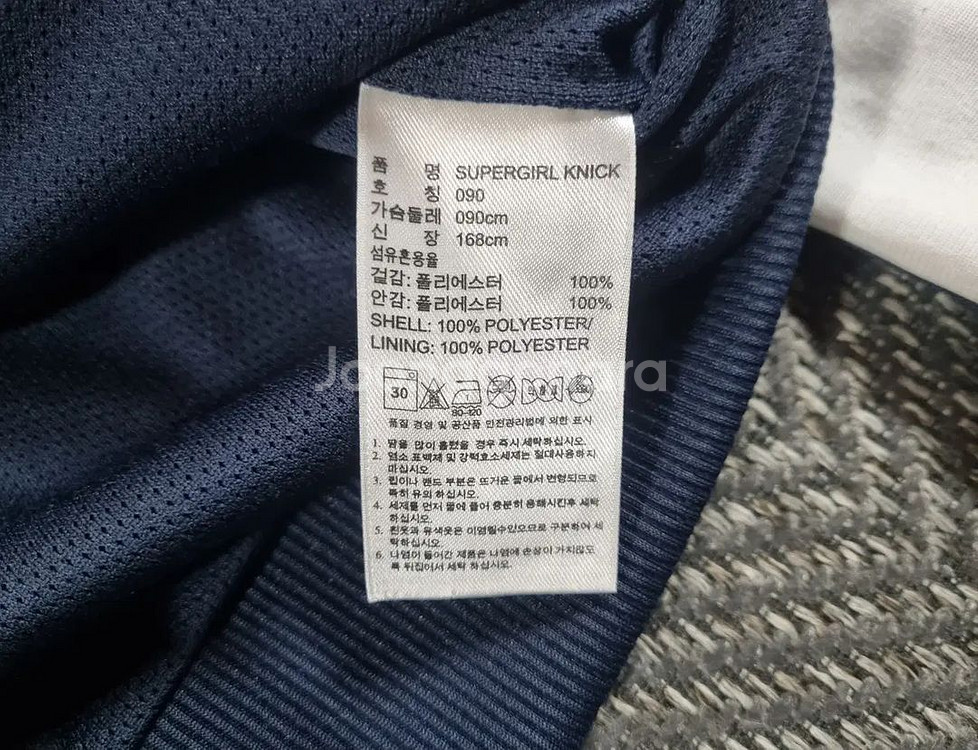 품 명 SUPERGIRL KNICK
호 칭 090
가슴둘레 090cm
신 장 168cm
섬유혼용율
겉감: 폴리에스터 100%
안감: 폴리에스터 100%
SHELL: 100% POLYESTER/
LINING: 100% POLYESTER
30
80-120
품질 경영 및 공산품 안전관리법에 의한 표시
1. 땀을 많이 흘렸을 경우 즉시 세탁하십시오.
2. 염소 표백제 및 강력효소세제는 절대사용하지
마십시오.
3. 립이나 밴드 부분은 뜨거운 물에서 변형되므로
특히 유의 하십시오.
4. 세제를 먼저 물에 풀어 충분히 용해시킨후 세탁
하십시오.
5. 흰옷과 유색옷은 이염될수있으므로 구분하여 세
탁하십시오.
6. 나염이 들어간 제품은 나염에 손상이 가지않도
록 뒤집어서 세탁 하십시오.